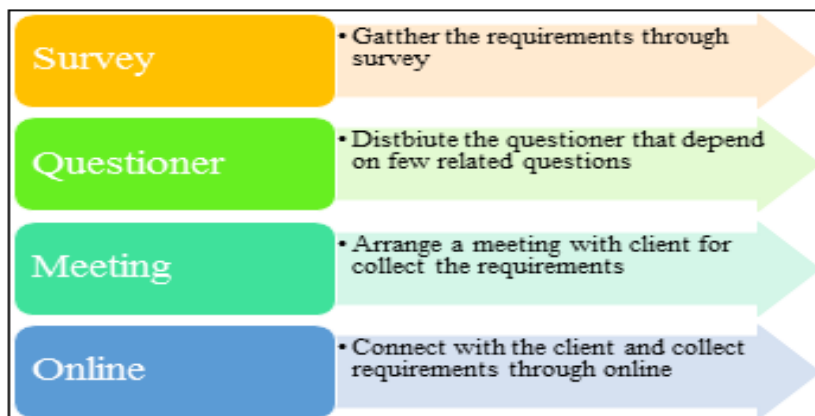 Survey
• Gatther the requirements through
survey
Questioner
• Distbiute the questioner that depend
on few related questions
Meeting
• Arrange a meeting with client for
collect the requirements
Online
• Connect with the client and collect
requirements through online